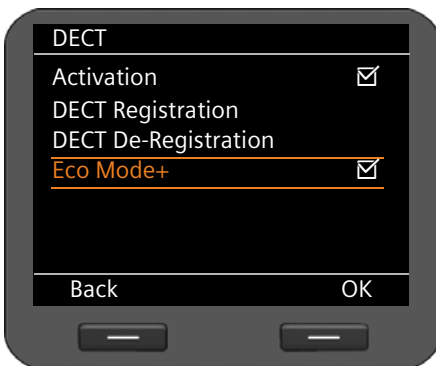 DECT
Activation
DECT Registration
DECT De-Registration
Eco Mode+
Back OK